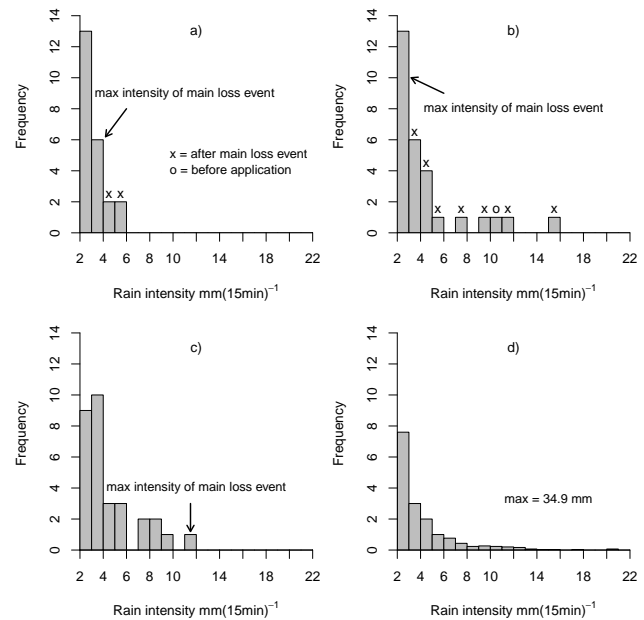 a)
Frequency
0 2 4 6 8 10 12 14
max intensity of main loss event
x = after main loss event
o = before application
x x
2 4 6 8 10 14 18 22
Rain intensity mm(15min)⁻¹
b)
Frequency
0 2 4 6 8 10 12 14
max intensity of main loss event
x
x
x x x o x x
2 4 6 8 10 14 18 22
Rain intensity mm(15min)⁻¹
c)
Frequency
0 2 4 6 8 10 12 14
max intensity of main loss event
2 4 6 8 10 14 18 22
Rain intensity mm(15min)⁻¹
d)
Frequency
0 2 4 6 8 10 12 14
max = 34.9 mm
2 4 6 8 10 14 18 22
Rain intensity mm(15min)⁻¹